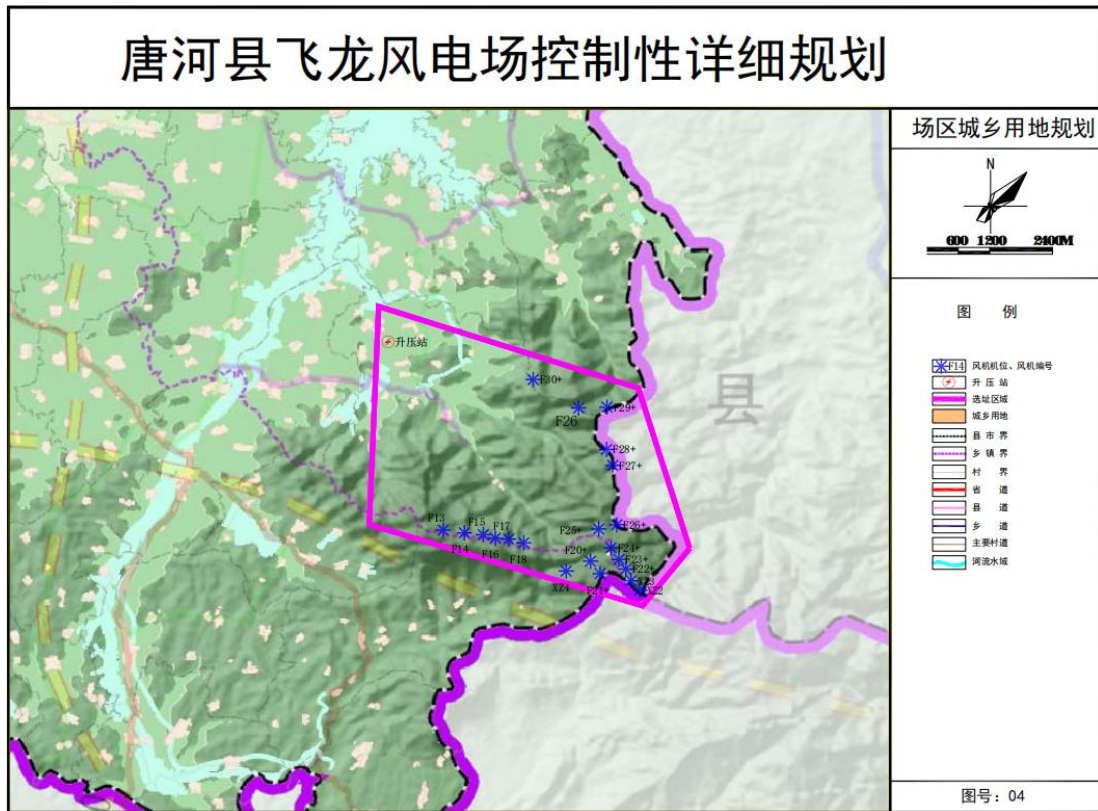 唐河县飞龙风电场控制性详细规划
场区城乡用地规划
N
600 1200 2400M
图 例
F14 风机机位、风机编号
升 压 站
选址区域
城乡用地
县 市 界
乡 镇 界
村 界
省 道
县 道
乡 道
主要村道
河流水域
图号：04
升压站
F30+
F26
F29+
县
F28+
F27+
F13
F15
F17
F14
F16
F18
F25+
F26+
F24+
F20+
F23+
F22+
XZ4
F21+
XZ3
XZ2